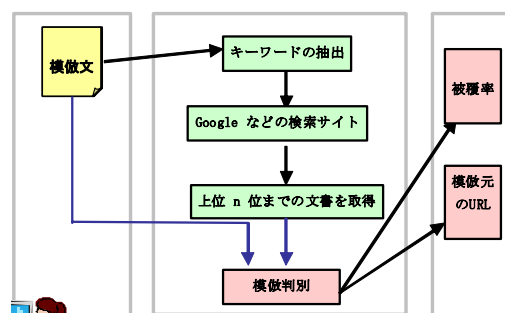 模倣文
キーワードの抽出
Google などの検索サイト
上位 n 位までの文書を取得
模倣判別
被覆率
模倣元
のURL